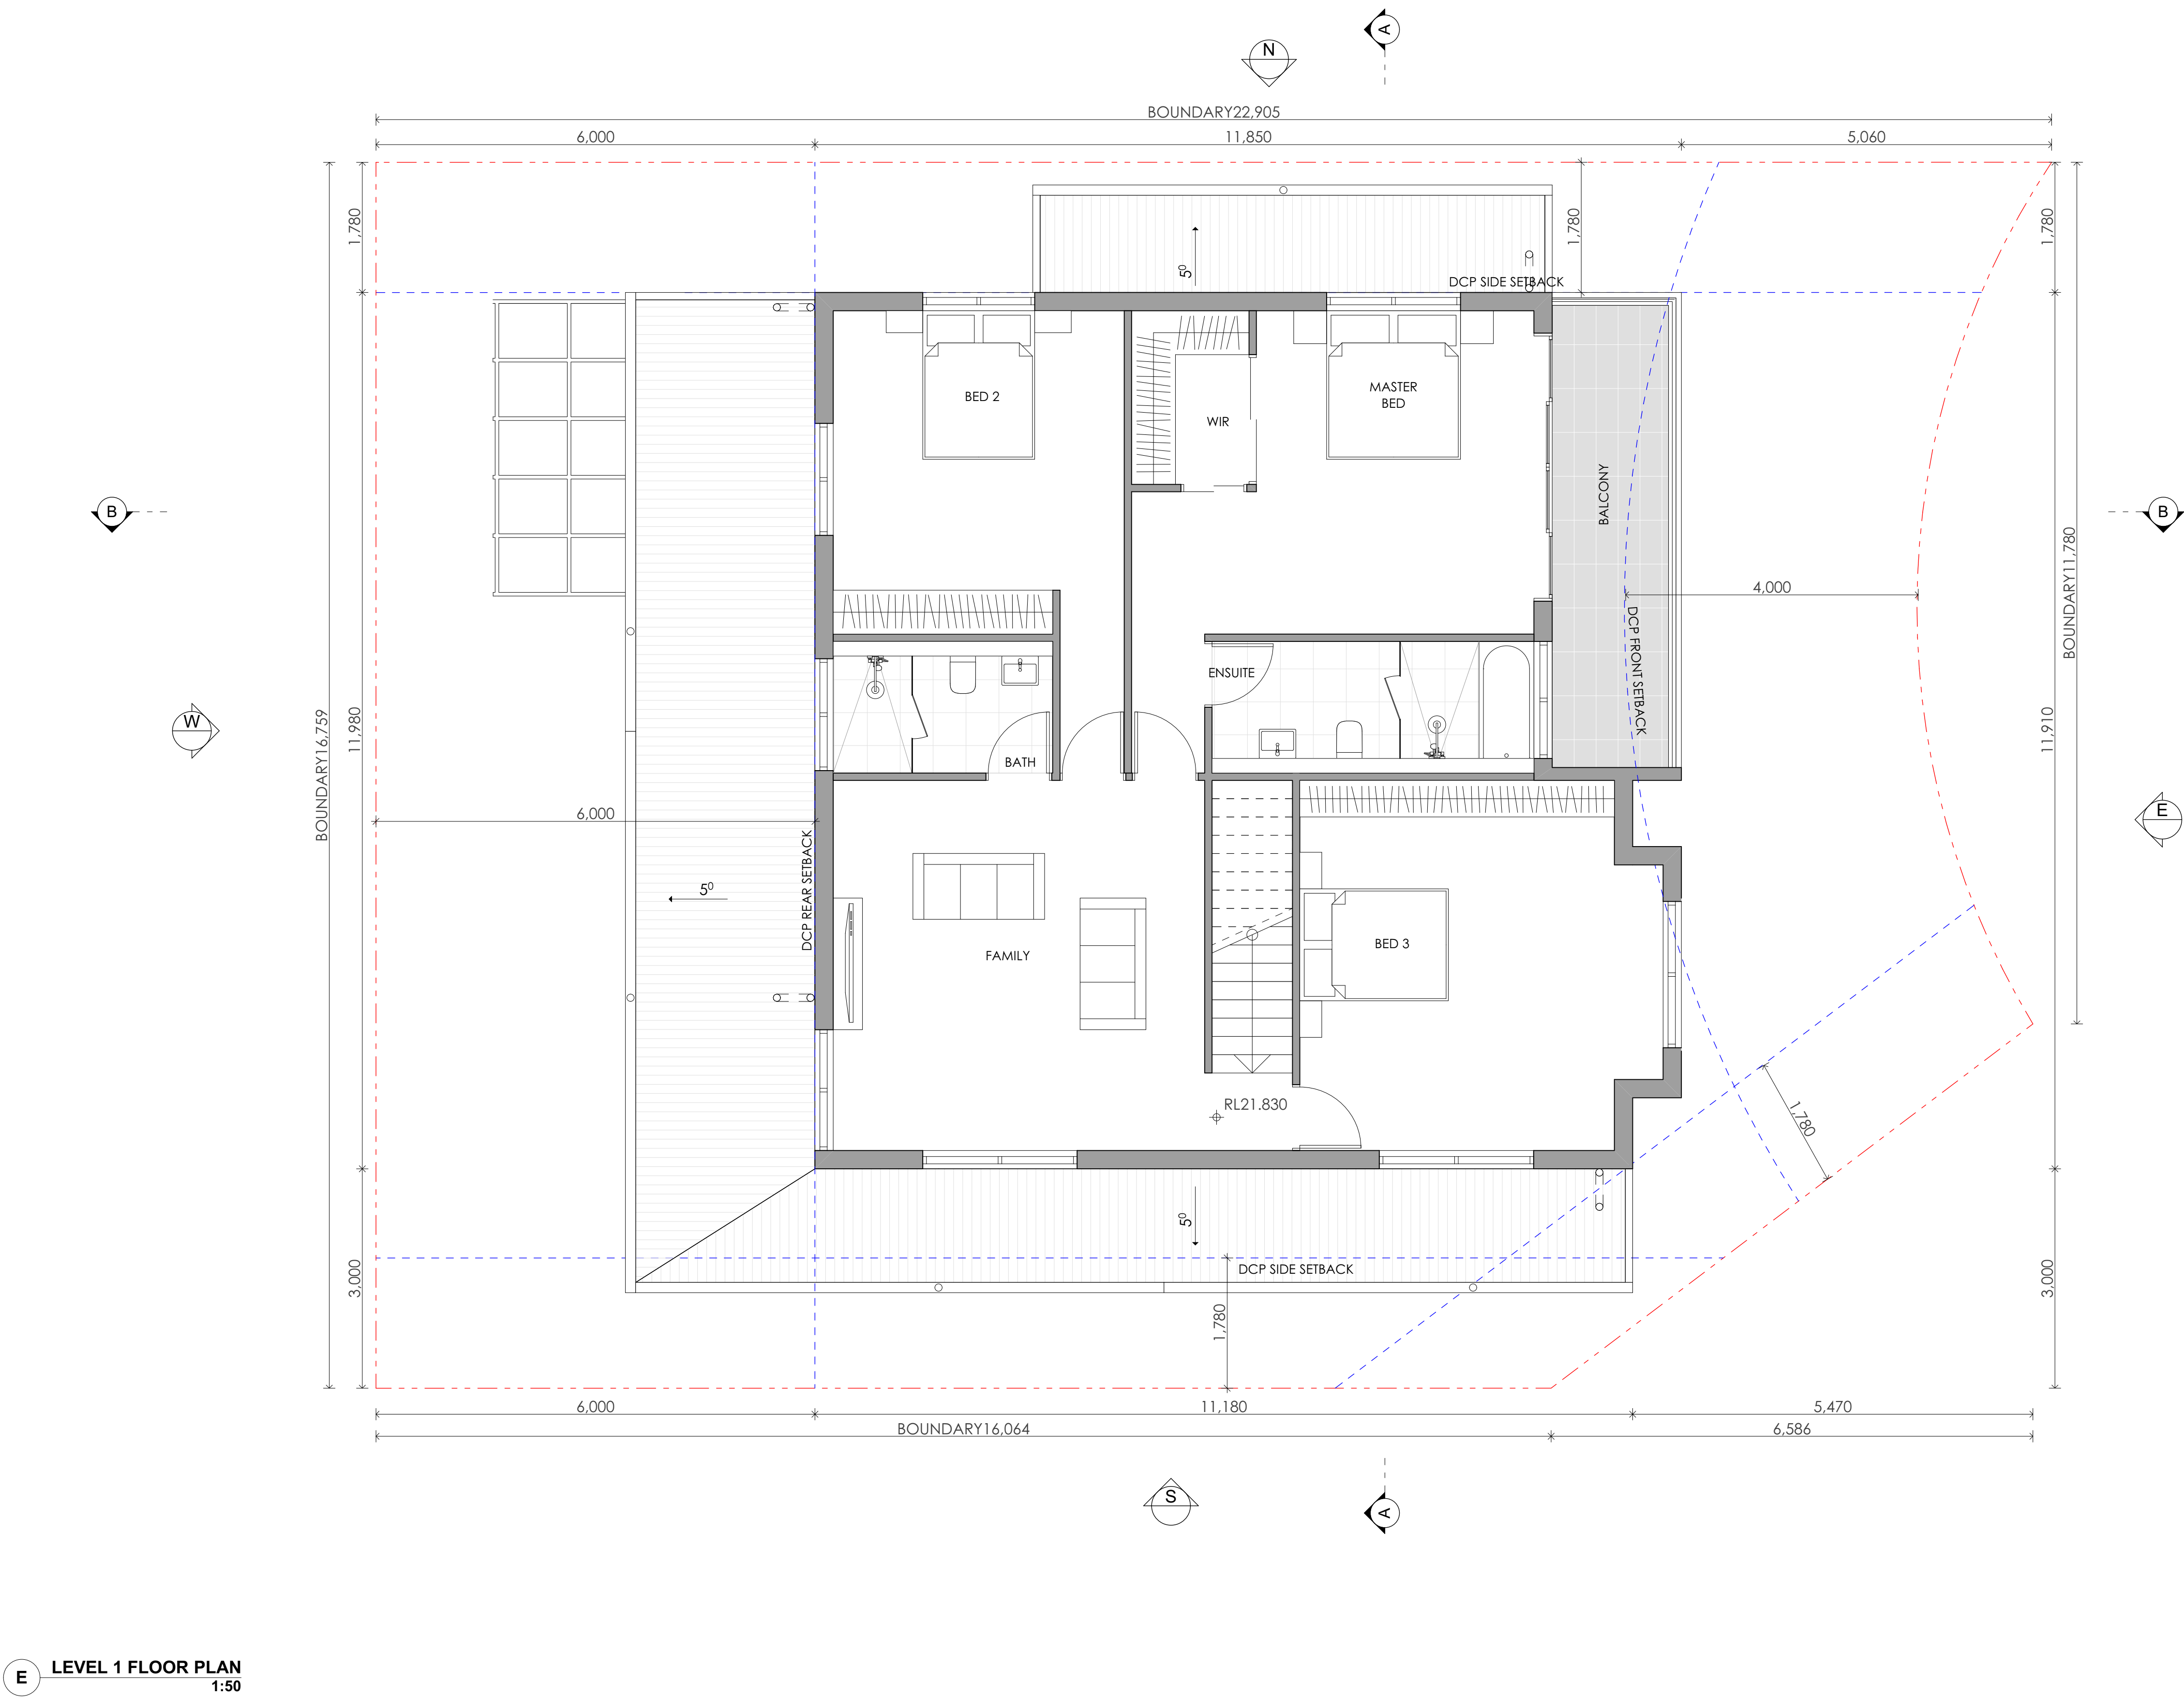 A
N
BOUNDARY22,905
6,000
11,850
5,060
1,780
1,780
1,780
5⁰
DCP SIDE SETBACK
BED 2
MASTER
BED
WIR
BALCONY
B
B
4,000
BOUNDARY11,780
DCP FRONT SETBACK
ENSUITE
W
BOUNDARY16,759
11,980
11,910
BATH
6,000
E
DCP REAR SETBACK
5⁰
FAMILY
BED 3
RL21.830
1,780
5⁰
DCP SIDE SETBACK
3,000
1,780
3,000
6,000
11,180
5,470
BOUNDARY16,064
6,586
S
A
E
LEVEL 1 FLOOR PLAN
1:50